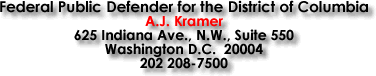 Federal Public Defender for the District of Columbia
A.J. Kramer
625 Indiana Ave., N.W., Suite 550
Washington D.C.  20004
202 208-7500